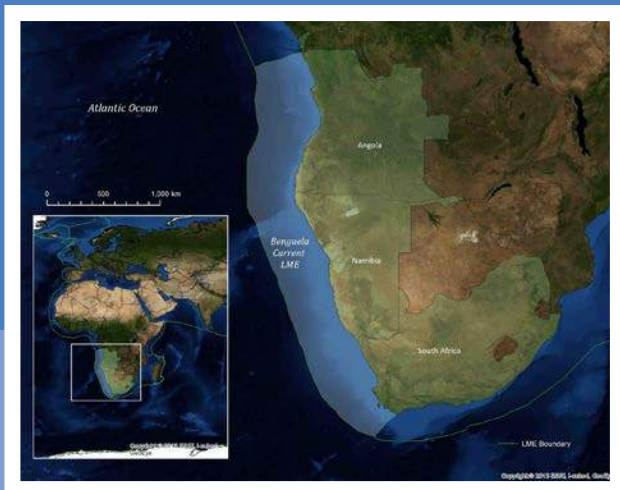 Atlantic Ocean
Angola
0 500 1,000 km
Benguela
Current
LME
Namibia
South Africa
LME Boundary